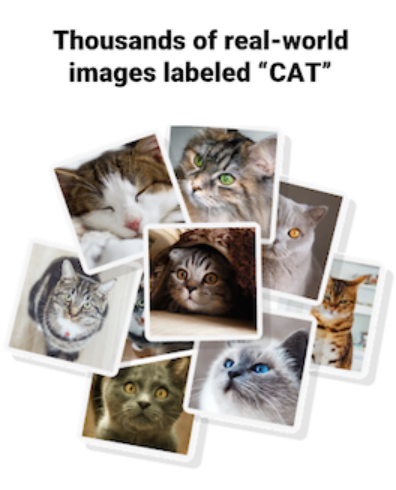 Thousands of real-world
images labeled “CAT”